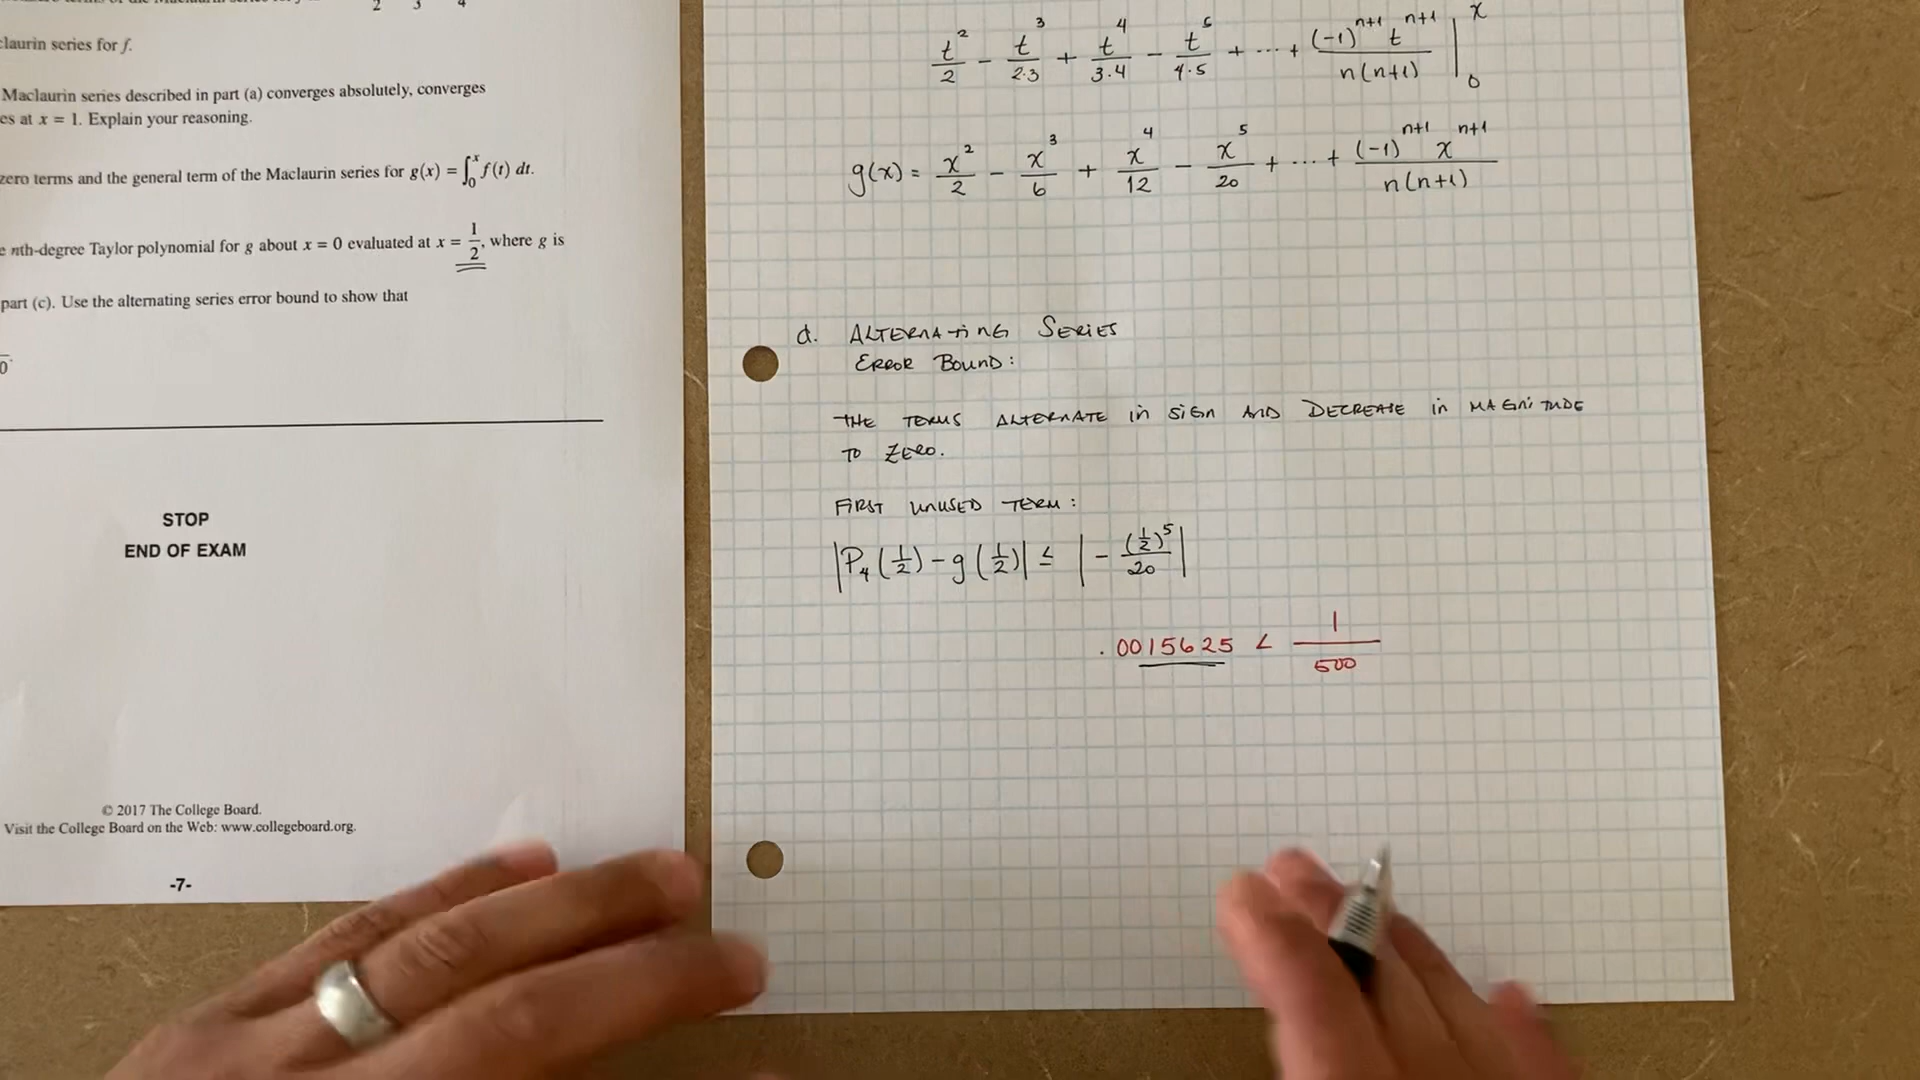 2 3 4
claurin series for f.
Maclaurin series described in part (a) converges absolutely, converges
es at x = 1. Explain your reasoning.
zero terms and the general term of the Maclaurin series for g(x) = ∫₀ˣ f(t) dt.
e nth-degree Taylor polynomial for g about x = 0 evaluated at x = 1/2, where g is
part (c). Use the alternating series error bound to show that
0.
STOP
END OF EXAM
© 2017 The College Board.
Visit the College Board on the Web: www.collegeboard.org.
-7-
t²/2 - t³/2·3 + t⁴/3·4 - t⁵/4·5 + ··· + (-1)ⁿ⁺¹ tⁿ⁺¹/n(n+1) |₀ˣ
g(x) = x²/2 - x³/6 + x⁴/12 - x⁵/20 + ··· + (-1)ⁿ⁺¹ xⁿ⁺¹/n(n+1)
d. ALTERNATING SERIES
ERROR BOUND:
THE TERMS ALTERNATE in SIGN AND DECREASE in MAGNITUDE
TO ZERO.
FIRST UNUSED TERM:
|P₄(1/2) - g(1/2)| ≤ |- (1/2)⁵/20|
.0015625 < 1/500